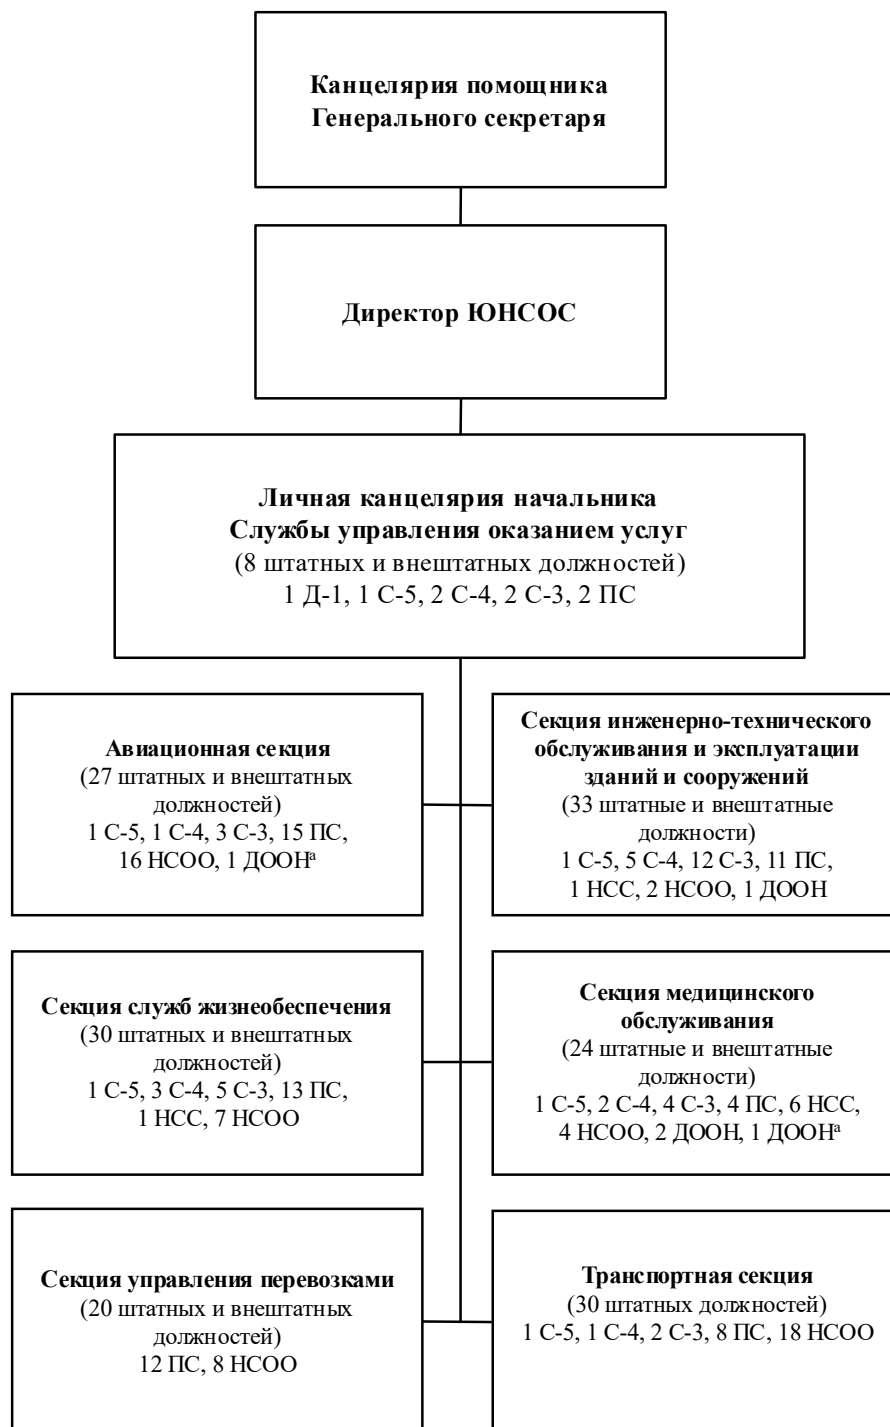 Канцелярия помощника
Генерального секретаря
Директор ЮНСОС
Личная канцелярия начальника
Службы управления оказанием услуг
(8 штатных и внештатных должностей)
1 Д-1, 1 С-5, 2 С-4, 2 С-3, 2 ПС
Авиационная секция
(27 штатных и внештатных
должностей)
1 С-5, 1 С-4, 3 С-3, 15 ПС,
16 НСОО, 1 ДООНᵃ
Секция инженерно-технического
обслуживания и эксплуатации
зданий и сооружений
(33 штатные и внештатные
должности)
1 С-5, 5 С-4, 12 С-3, 11 ПС,
1 НСС, 2 НСОО, 1 ДООН
Секция служб жизнеобеспечения
(30 штатных и внештатных
должностей)
1 С-5, 3 С-4, 5 С-3, 13 ПС,
1 НСС, 7 НСОО
Секция медицинского
обслуживания
(24 штатные и внештатные
должности)
1 С-5, 2 С-4, 4 С-3, 4 ПС, 6 НСС,
4 НСОО, 2 ДООН, 1 ДООНᵃ
Секция управления перевозками
(20 штатных и внештатных
должностей)
12 ПС, 8 НСОО
Транспортная секция
(30 штатных должностей)
1 С-5, 1 С-4, 2 С-3, 8 ПС, 18 НСОО